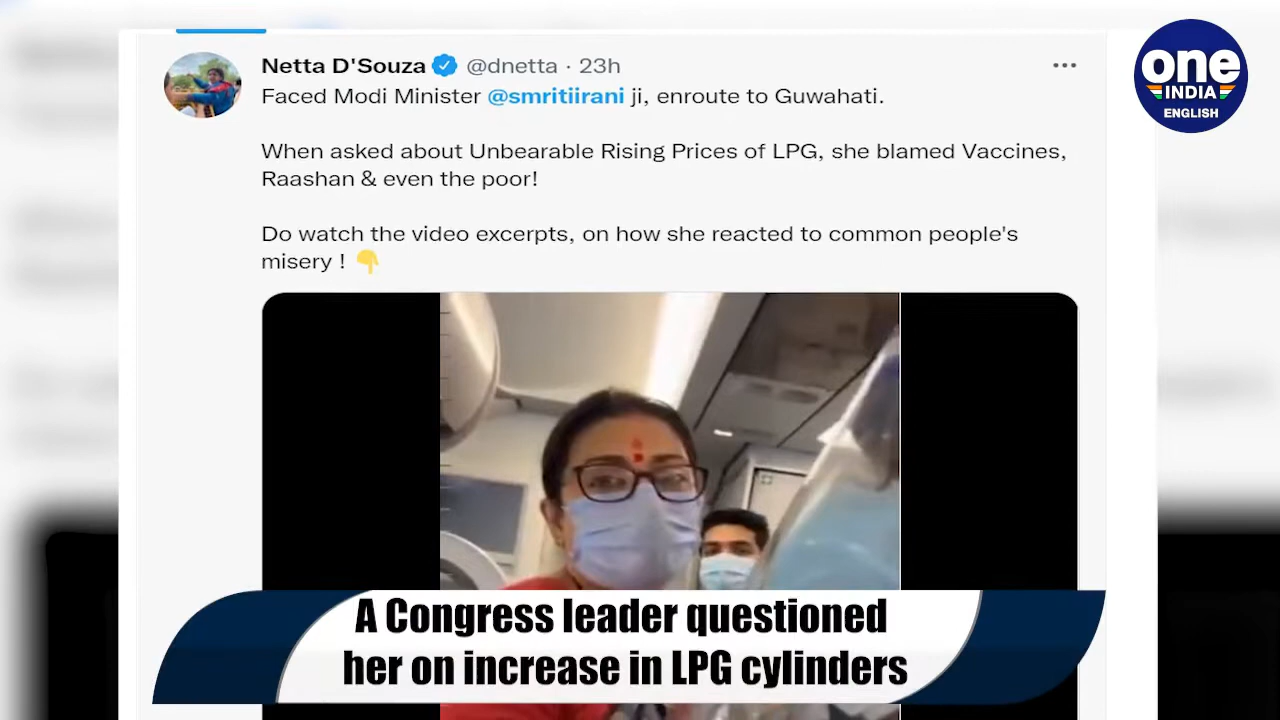 Netta D'Souza @dnetta · 23h
Faced Modi Minister @smritiirani ji, enroute to Guwahati.
When asked about Unbearable Rising Prices of LPG, she blamed Vaccines,
Raashan & even the poor!
Do watch the video excerpts, on how she reacted to common people's
misery ! 👇
one
INDIA
ENGLISH
A Congress leader questioned
her on increase in LPG cylinders